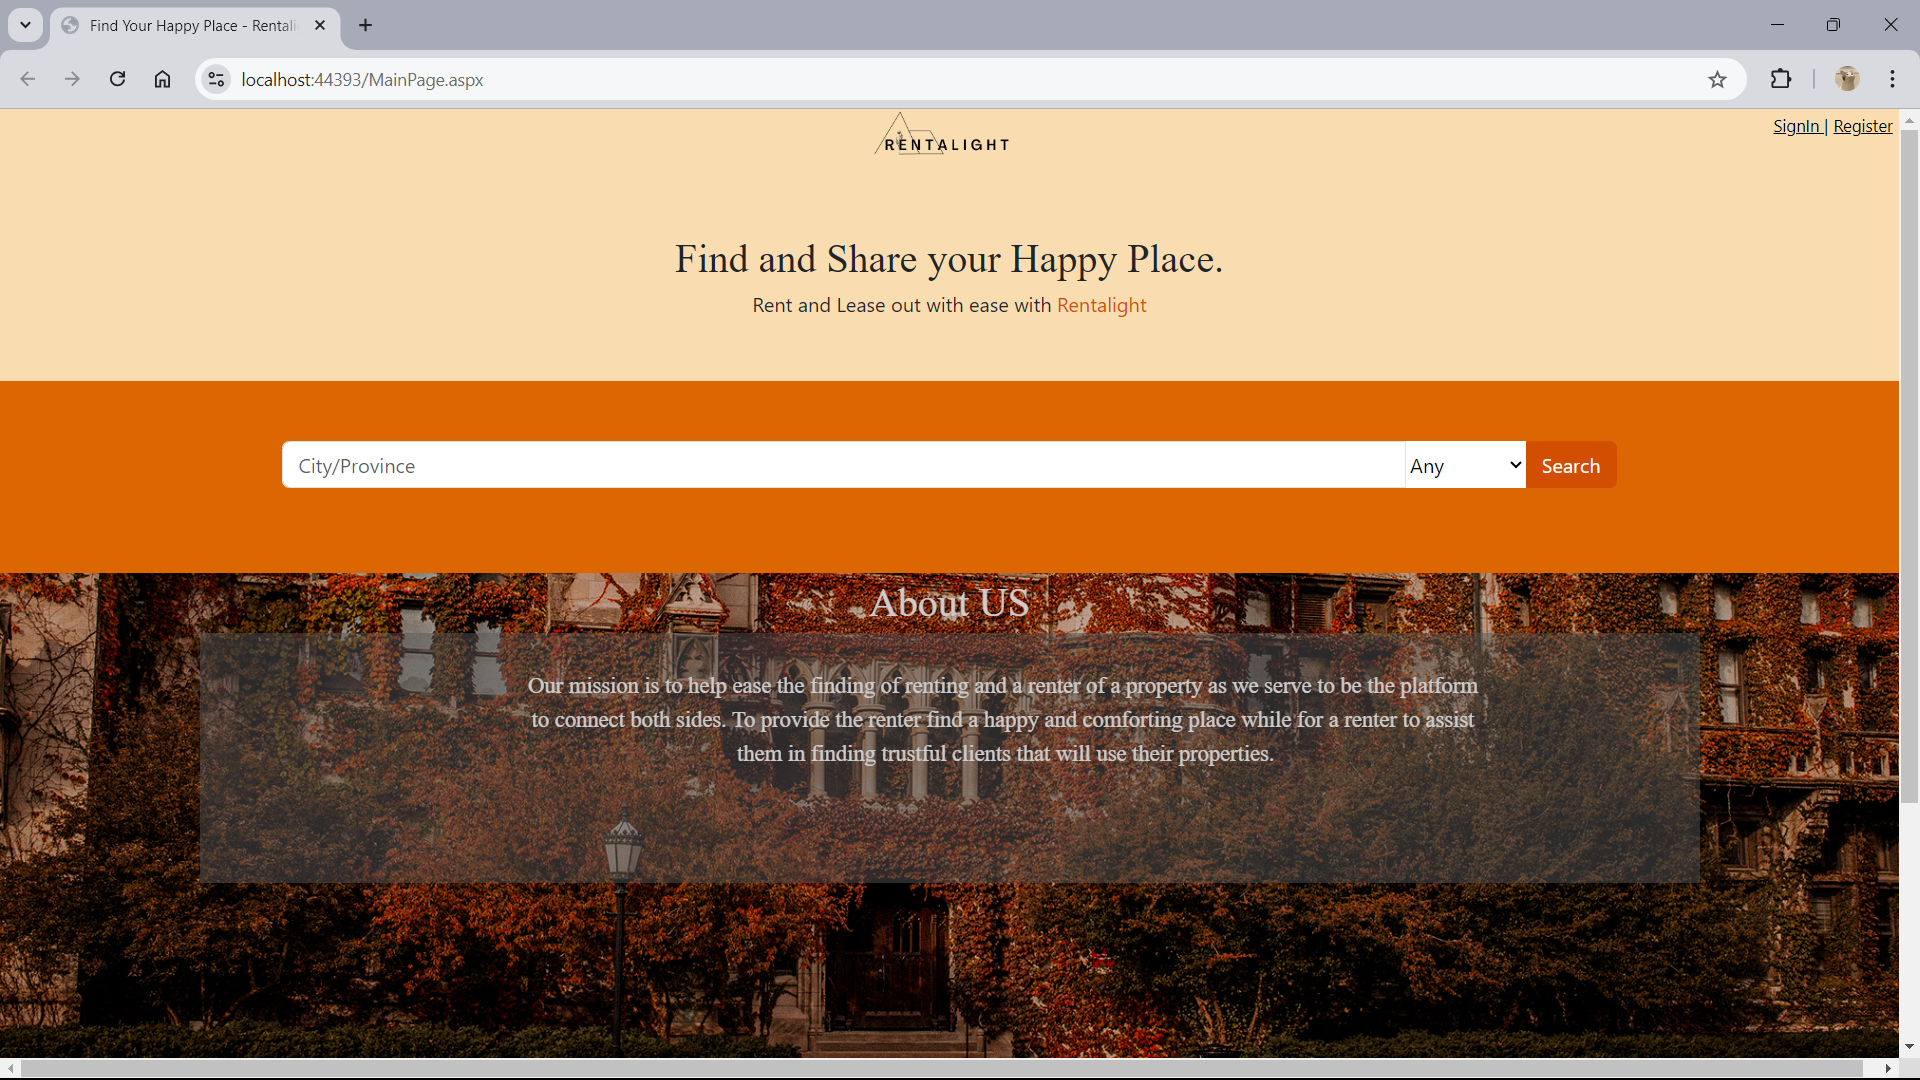 Find Your Happy Place - Rentali
localhost:44393/MainPage.aspx
RENTALIGHT
SignIn | Register
Find and Share your Happy Place.
Rent and Lease out with ease with Rentalight
City/Province
Any
Search
About US
Our mission is to help ease the finding of renting and a renter of a property as we serve to be the platform
to connect both sides. To provide the renter find a happy and comforting place while for a renter to assist
them in finding trustful clients that will use their properties.